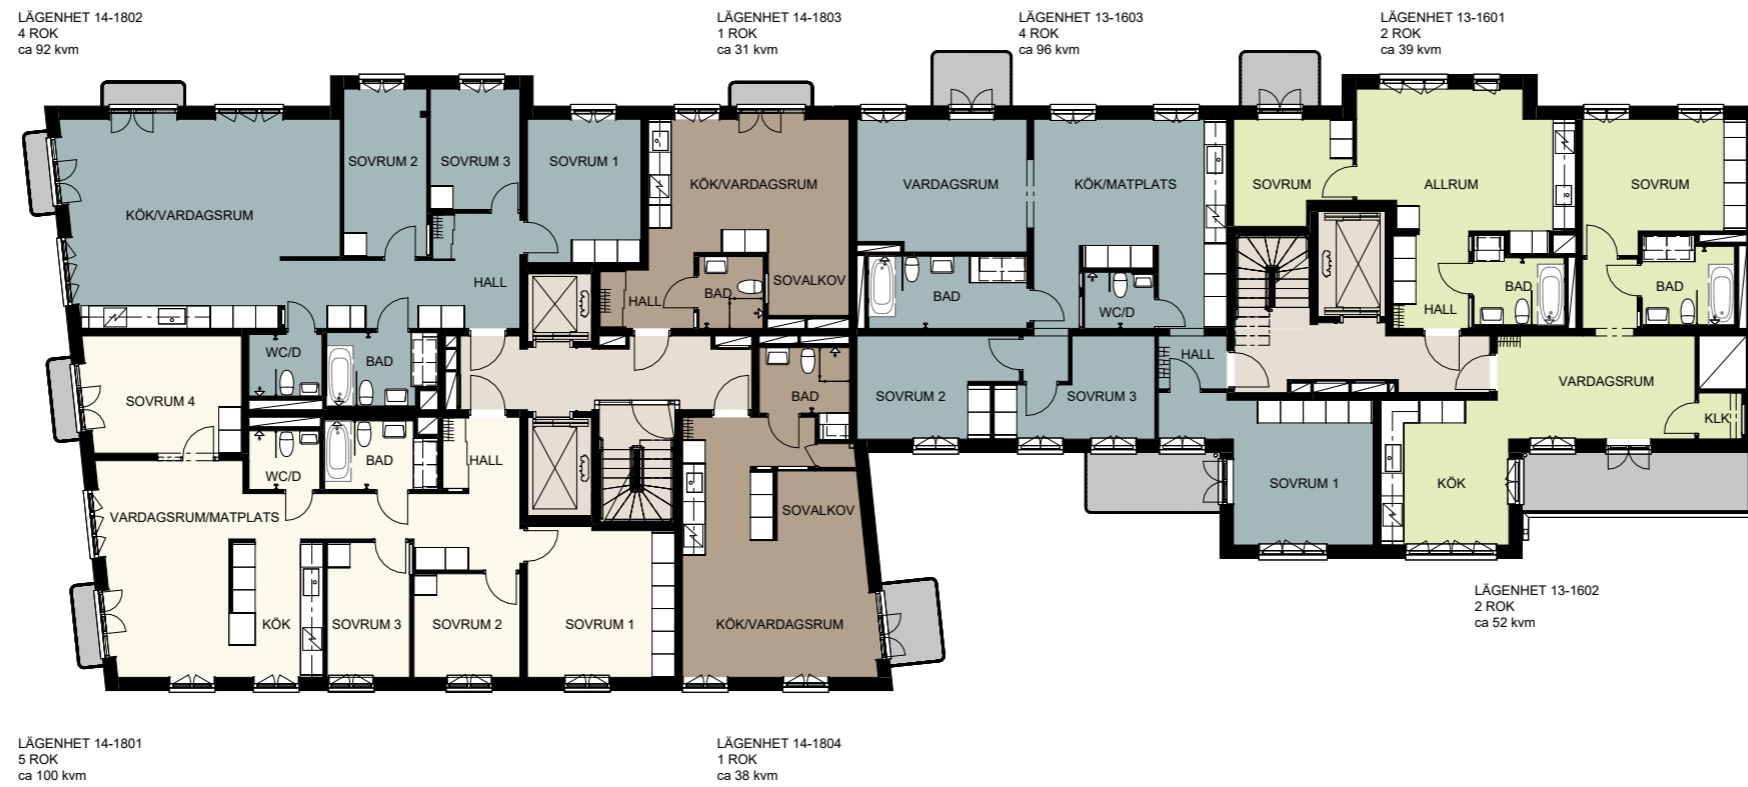 LÄGENHET 14-1802
4 ROK
ca 92 kvm
LÄGENHET 14-1803
1 ROK
ca 31 kvm
LÄGENHET 13-1603
4 ROK
ca 96 kvm
LÄGENHET 13-1601
2 ROK
ca 39 kvm
SOVRUM 2
SOVRUM 3
SOVRUM 1
KÖK/VARDAGSRUM
KÖK/VARDAGSRUM
VARDAGSRUM
KÖK/MATPLATS
SOVRUM
ALLRUM
SOVRUM
HALL
HALL
BAD
SOVALKOV
BAD
WC/D
HALL
BAD
BAD
WC/D
BAD
HALL
SOVRUM 4
BAD
SOVRUM 2
SOVRUM 3
VARDAGSRUM
KLK
WC/D
BAD
HALL
SOVRUM 1
KÖK
VARDAGSRUM/MATPLATS
SOVALKOV
KÖK
SOVRUM 3
SOVRUM 2
SOVRUM 1
KÖK/VARDAGSRUM
LÄGENHET 13-1602
2 ROK
ca 52 kvm
LÄGENHET 14-1801
5 ROK
ca 100 kvm
LÄGENHET 14-1804
1 ROK
ca 38 kvm